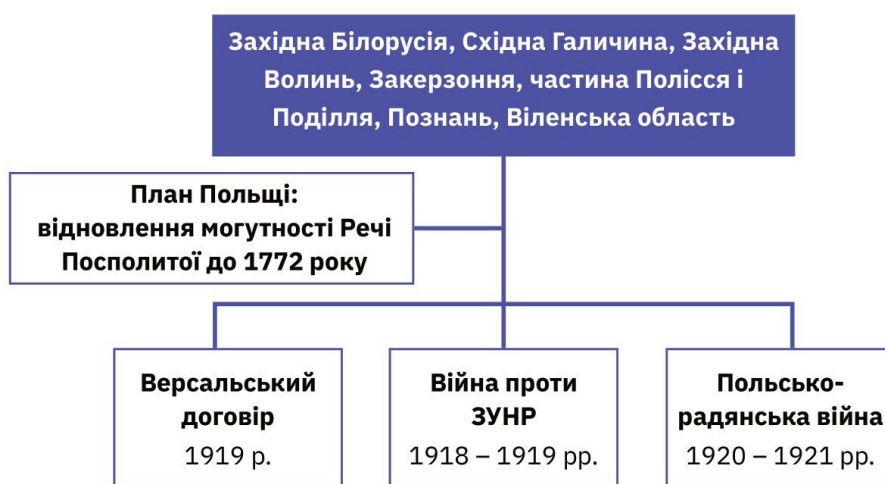 Західна Білорусія, Східна Галичина, Західна
Волинь, Закерзоння, частина Полісся і
Поділля, Познань, Віленська область
План Польщі:
відновлення могутності Речі
Посполитої до 1772 року
Версальський
договір
1919 р.
Війна проти
ЗУНР
1918 – 1919 рр.
Польсько-
радянська війна
1920 – 1921 рр.